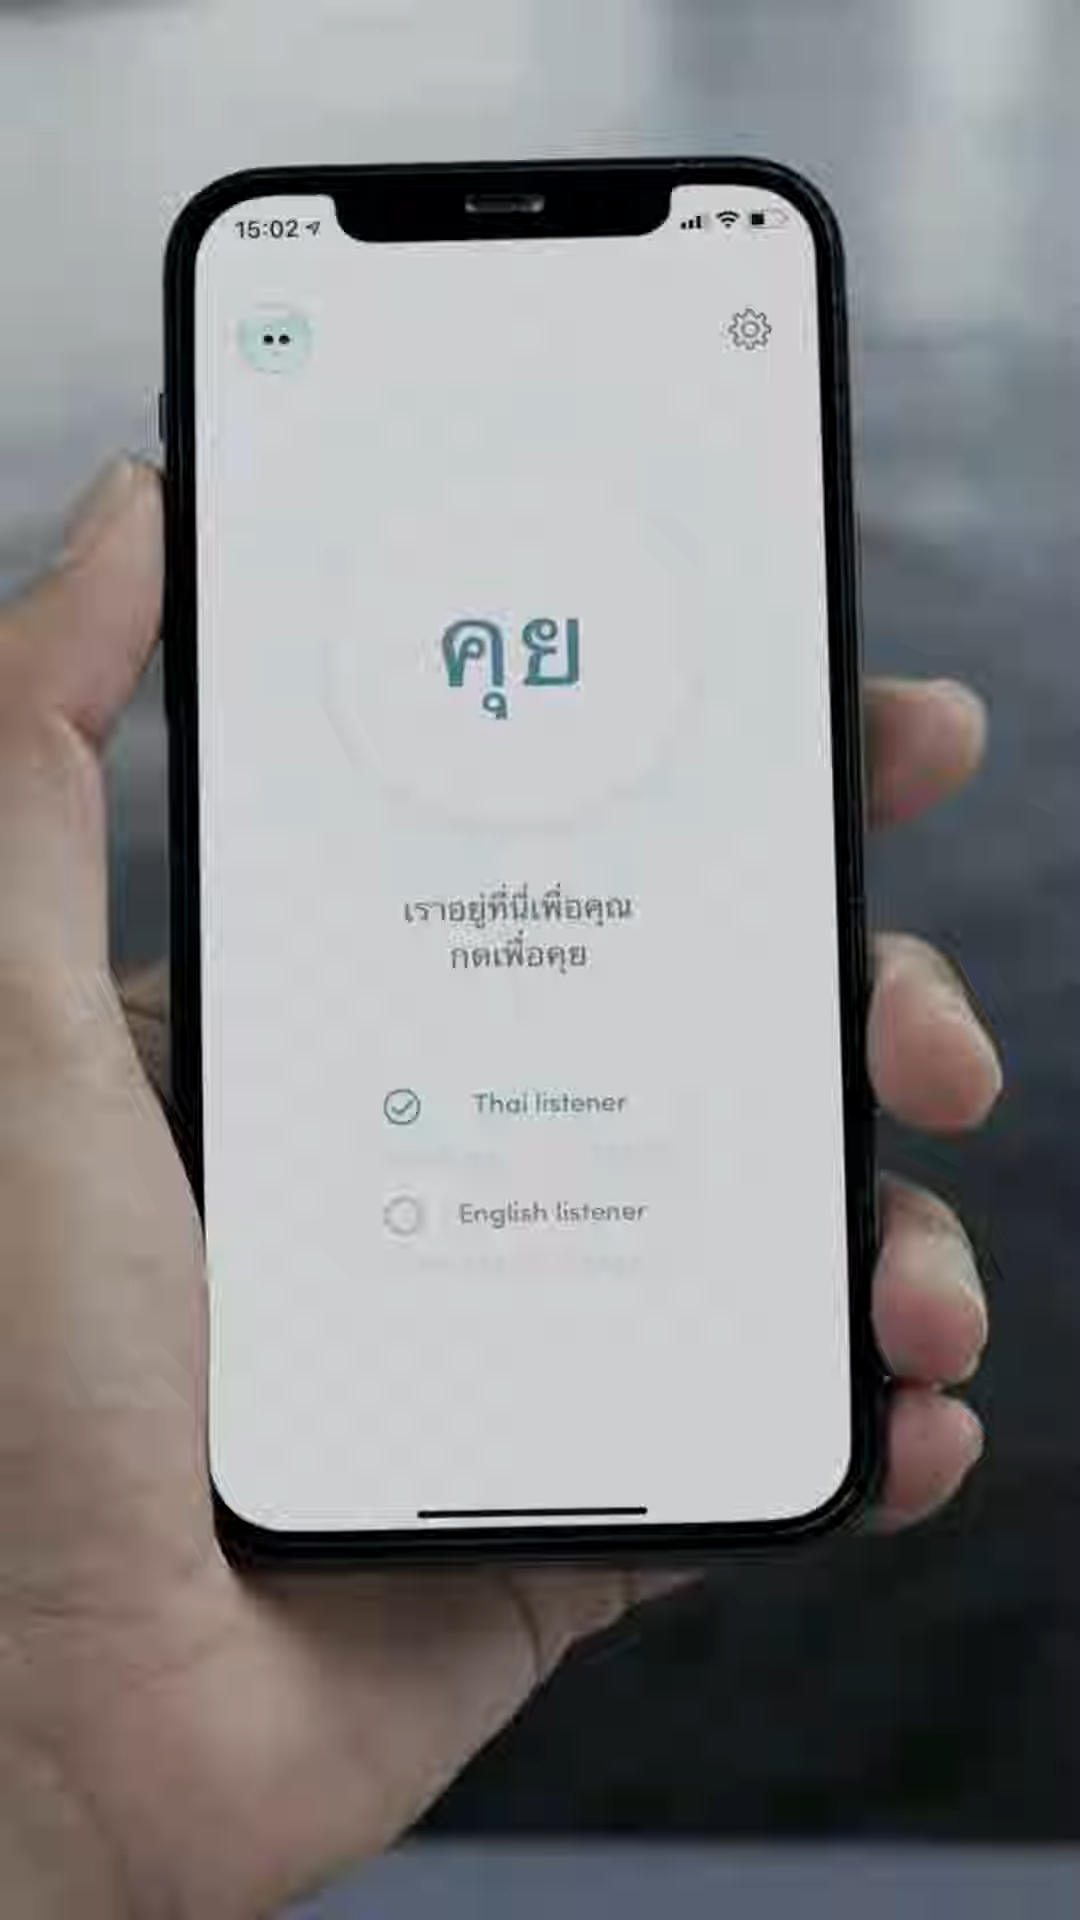 15:02
คุย
เราอยู่ที่นี่เพื่อคุณ
กดเพื่อคุย
Thai listener
English listener